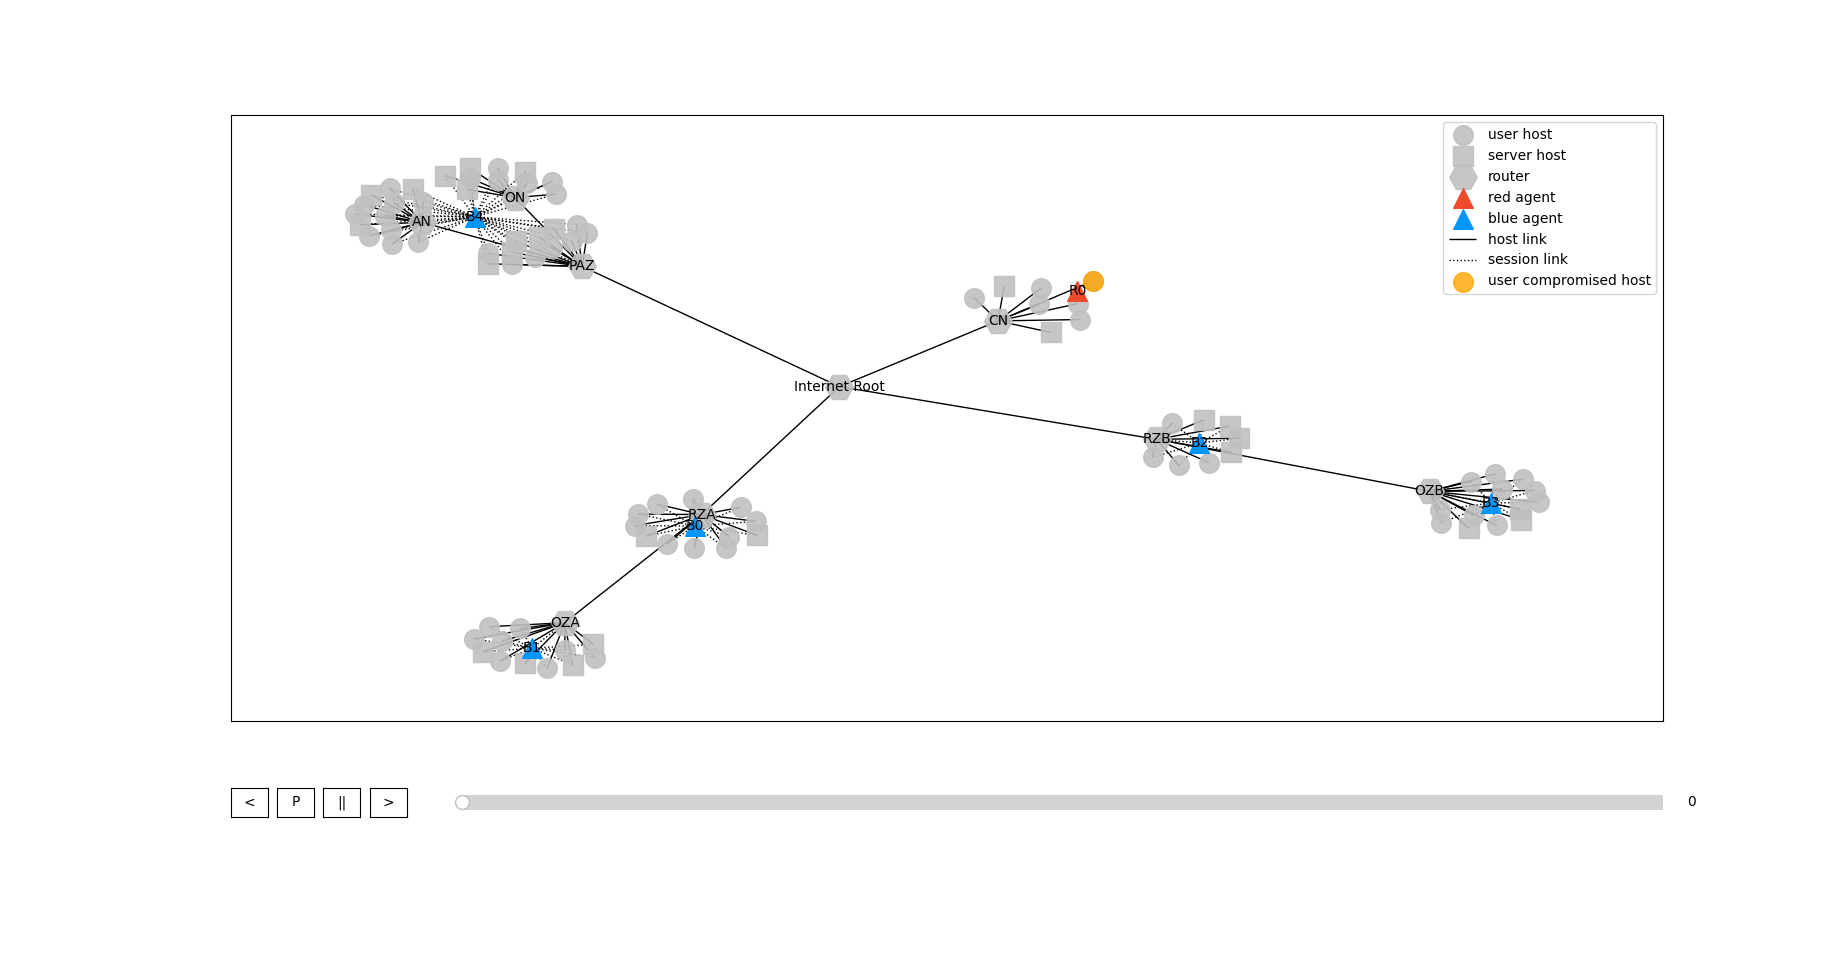 user host
server host
router
red agent
blue agent
host link
session link
user compromised host
ON
B4
AN
PAZ
R0
CN
Internet Root
RZB
B2
OZB
B3
RZA
B0
OZA
B1
<
P
||
>
0